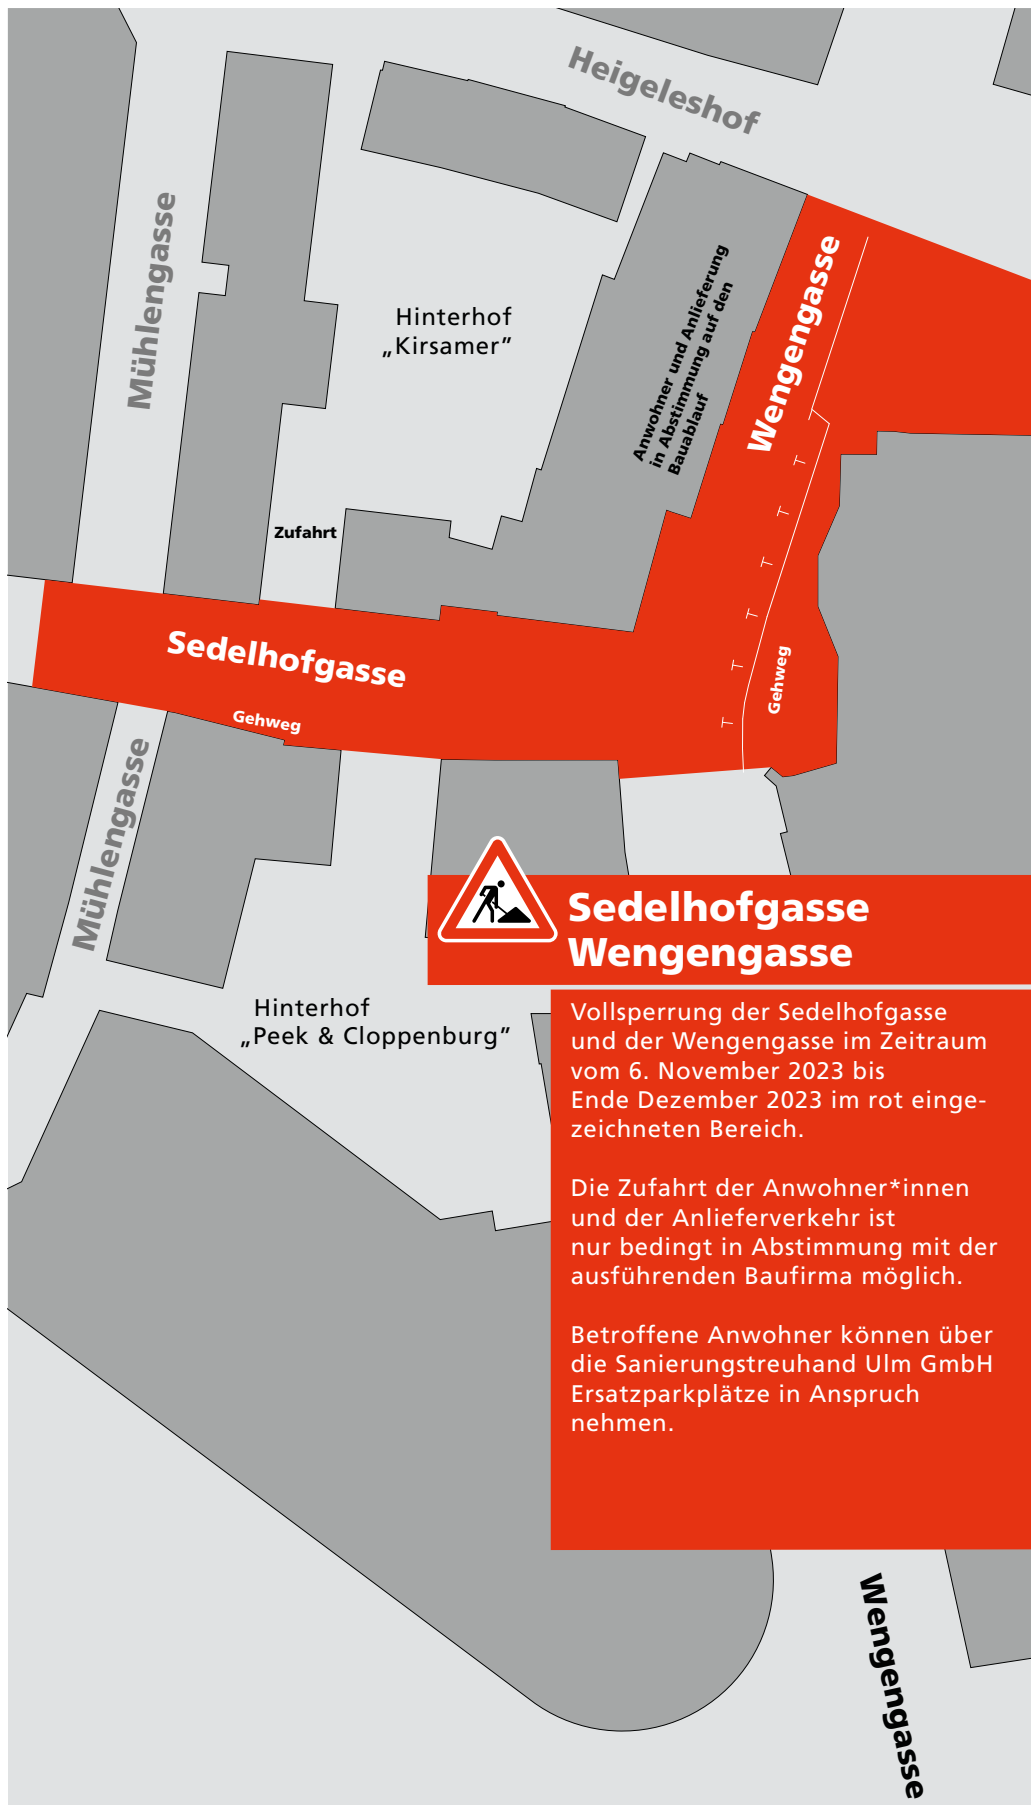 Heigeleshof
Mühlengasse
Wengengasse
Anwohner und Anlieferung
in Abstimmung auf den
Bauablauf
Hinterhof
„Kirsamer”
Zufahrt
Sedelhofgasse
Gehweg
Gehweg
Mühlengasse
Sedelhofgasse
Wengengasse
Hinterhof
„Peek & Cloppenburg”
Vollsperrung der Sedelhofgasse
und der Wengengasse im Zeitraum
vom 6. November 2023 bis
Ende Dezember 2023 im rot einge-
zeichneten Bereich.
Die Zufahrt der Anwohner*innen
und der Anlieferverkehr ist
nur bedingt in Abstimmung mit der
ausführenden Baufirma möglich.
Betroffene Anwohner können über
die Sanierungstreuhand Ulm GmbH
Ersatzparkplätze in Anspruch
nehmen.
Wengengasse